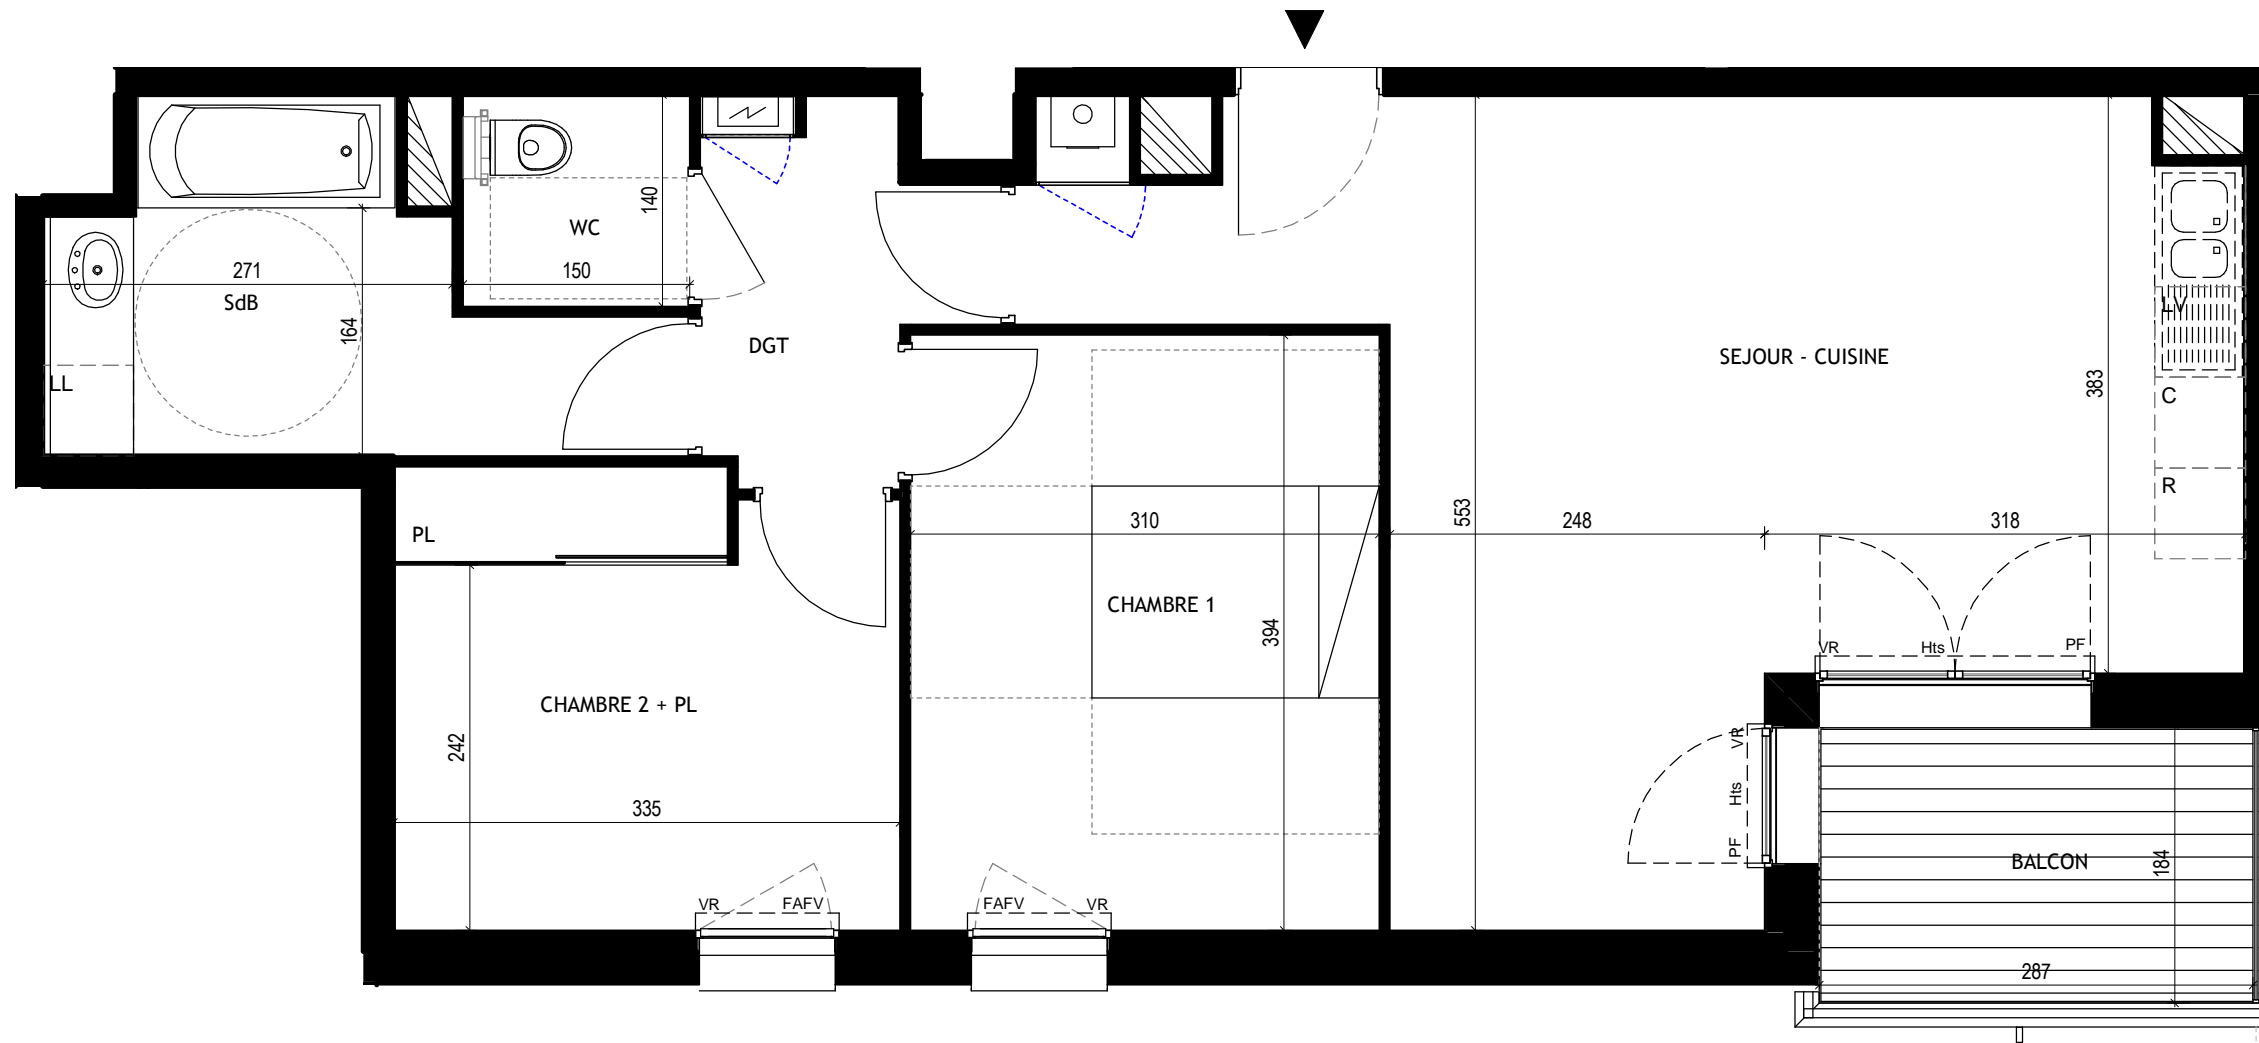 140
WC
271
150
SdB
164
DGT
LL
SEJOUR - CUISINE
383
LV
C
R
PL
310
553
248
318
CHAMBRE 1
394
VR
Hts
PF
CHAMBRE 2 + PL
242
VR
Hts
PF
335
BALCON
184
VR
FAFV
FAFV
VR
287